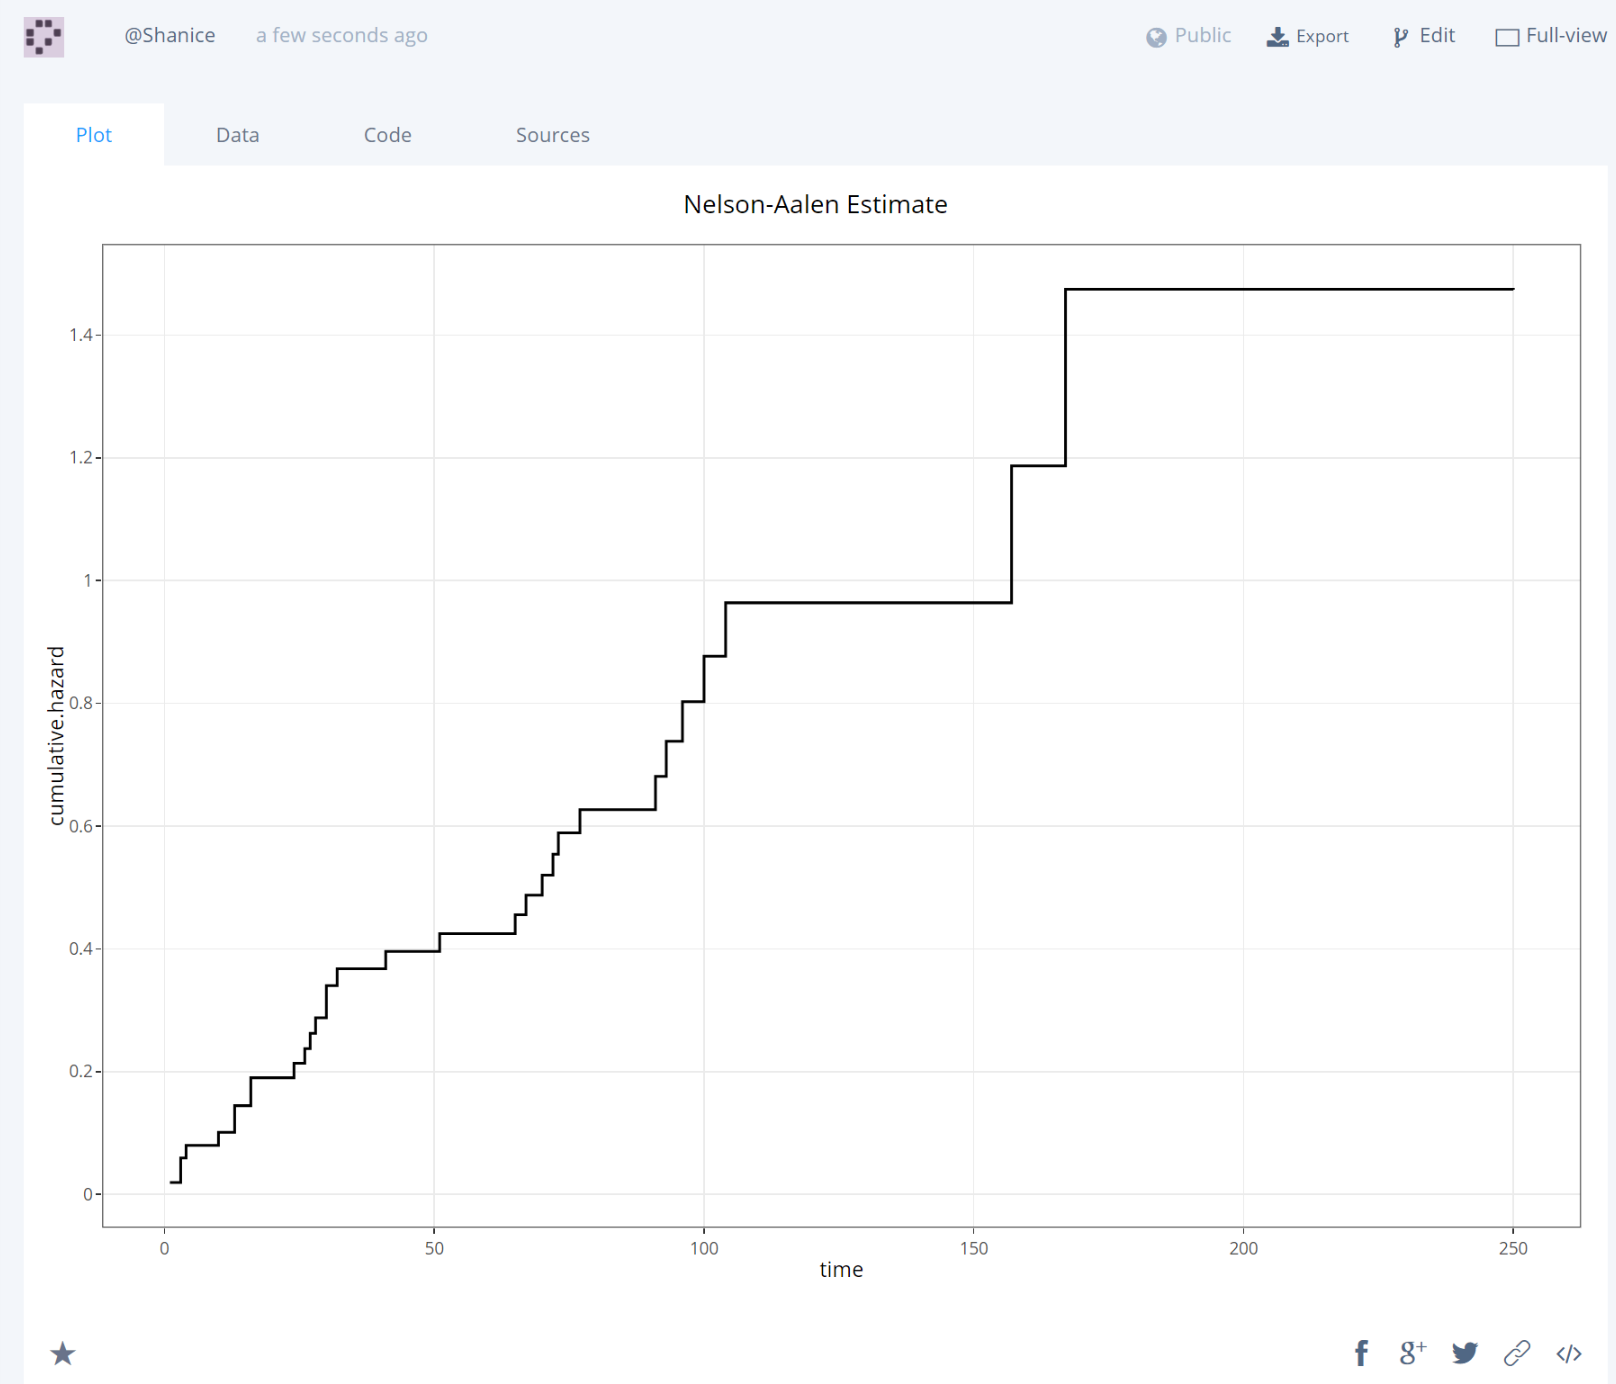 @Shanice a few seconds ago Public Export Edit Full-view
Plot Data Code Sources
Nelson-Aalen Estimate
1.4
1.2
1
0.8
0.6
0.4
0.2
0
cumulative.hazard
0 50 100 150 200 250
time
g+ </>